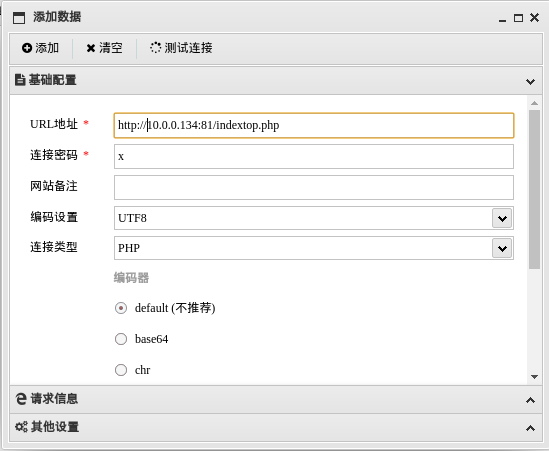 添加数据
添加 清空 测试连接
基础配置
URL地址 * http://10.0.0.134:81/indextop.php
连接密码 * x
网站备注
编码设置 UTF8
连接类型 PHP
编码器
default (不推荐)
base64
chr
请求信息
其他设置